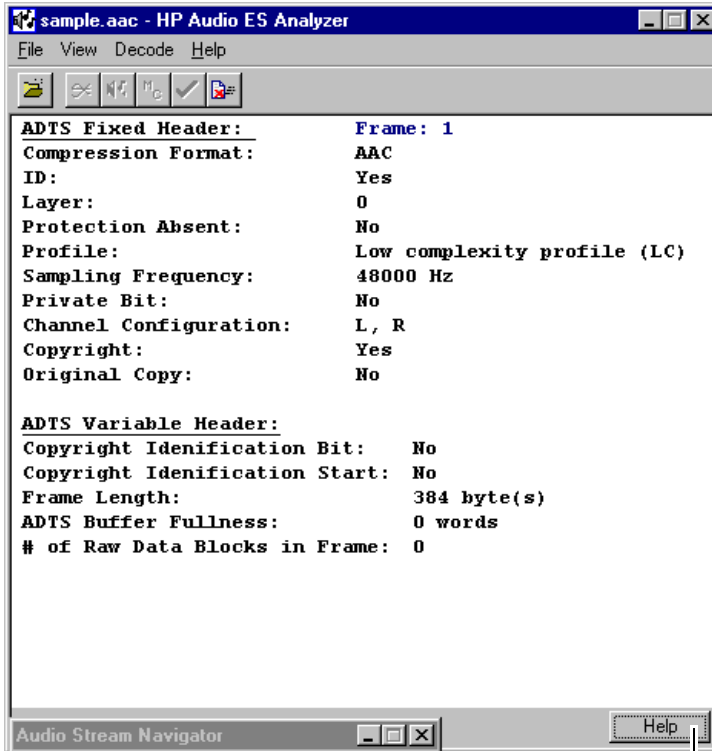 sample.aac - HP Audio ES Analyzer
File View Decode Help
ADTS Fixed Header: Frame: 1
Compression Format: AAC
ID: Yes
Layer: 0
Protection Absent: No
Profile: Low complexity profile (LC)
Sampling Frequency: 48000 Hz
Private Bit: No
Channel Configuration: L, R
Copyright: Yes
Original Copy: No
ADTS Variable Header:
Copyright Idenification Bit: No
Copyright Idenification Start: No
Frame Length: 384 byte(s)
ADTS Buffer Fullness: 0 words
# of Raw Data Blocks in Frame: 0
Help
Audio Stream Navigator